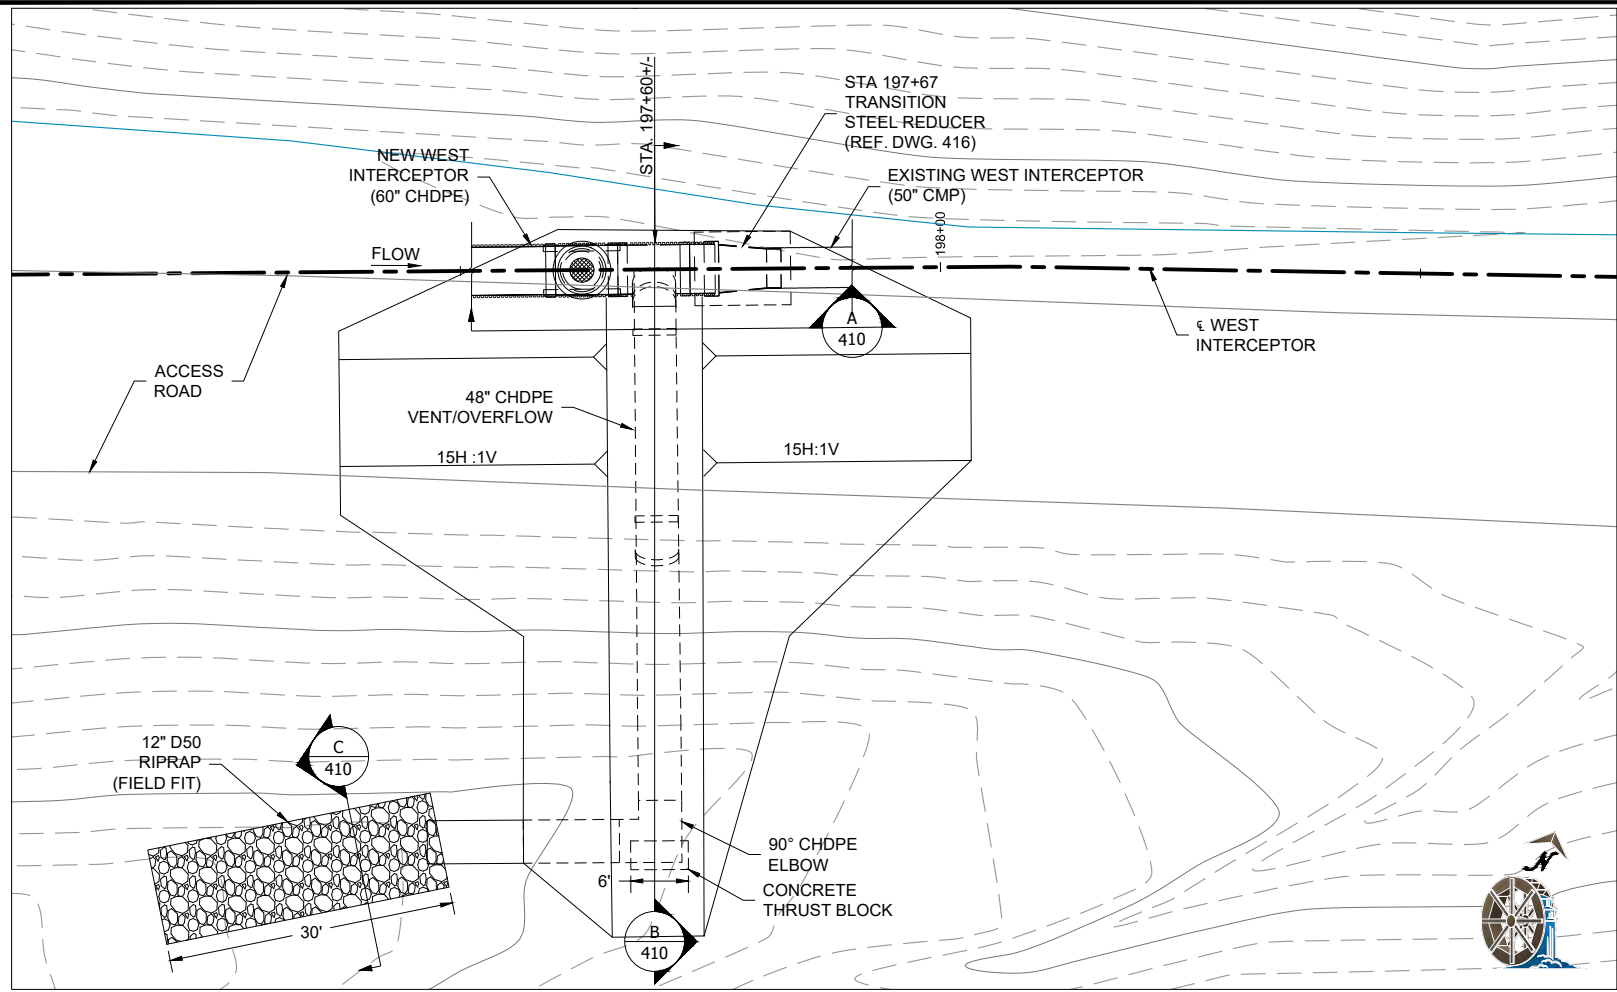 STA 197+60+/-
STA 197+67
TRANSITION
STEEL REDUCER
(REF. DWG. 416)
NEW WEST
INTERCEPTOR
(60" CHDPE)
EXISTING WEST INTERCEPTOR
(50" CMP)
198+00
FLOW
A
410
℄ WEST
INTERCEPTOR
ACCESS
ROAD
48" CHDPE
VENT/OVERFLOW
15H :1V
15H:1V
12" D50
RIPRAP
(FIELD FIT)
C
410
90° CHDPE
ELBOW
6'
CONCRETE
THRUST BLOCK
30'
B
410
N